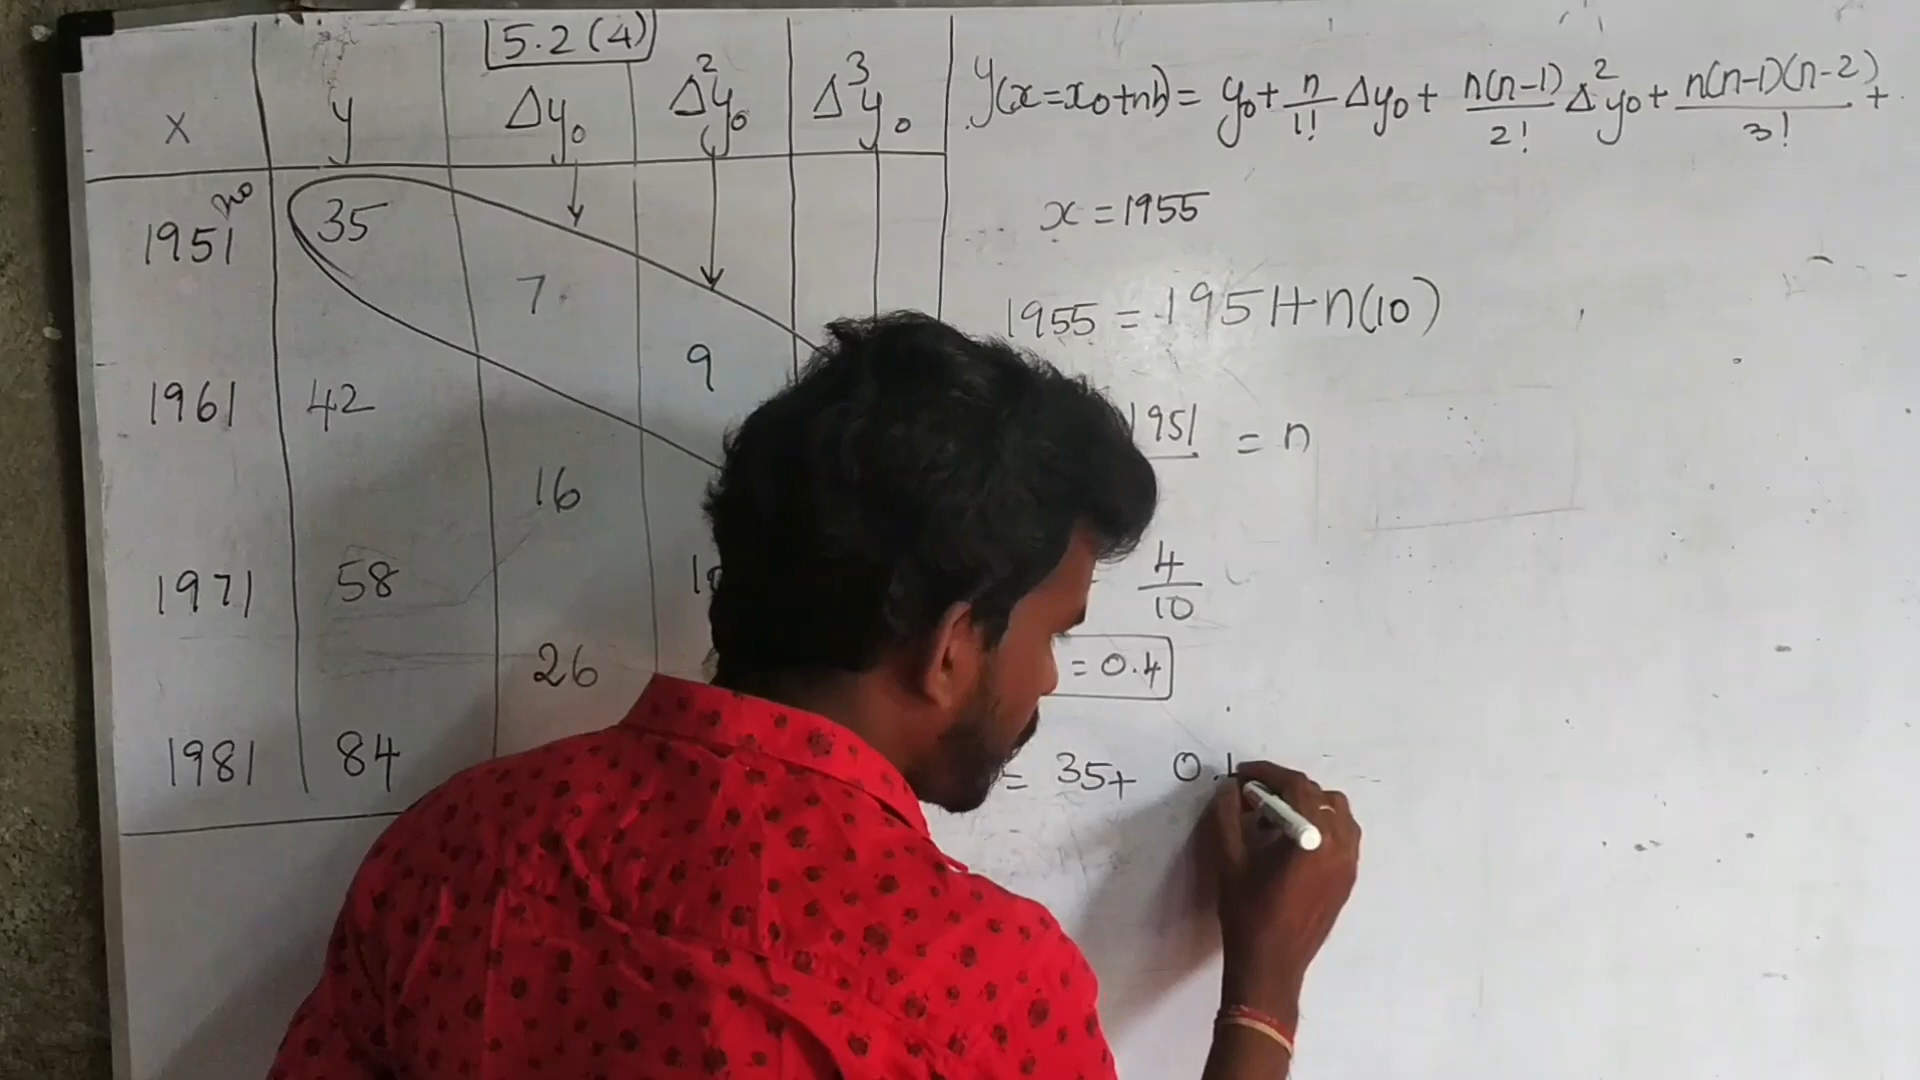 5.2 (4)
x y Δy₀ Δ²y₀ Δ³y₀
1951 x₀ 35
7
9
1961 42
16
1971 58
26
1981 84
y(x=x₀+nh) = y₀ + n/1! Δy₀ + n(n-1)/2! Δ²y₀ + n(n-1)(n-2)/3! +
x = 1955
1955 = 1951 + n(10)
1951 = n
4/10
= 0.4
= 35 + 0.4